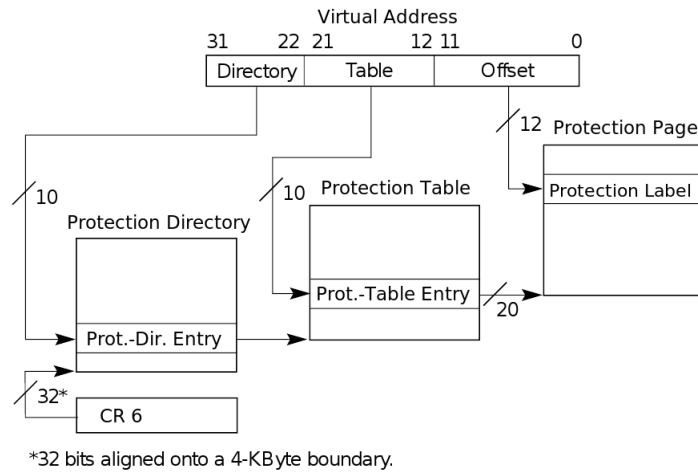 Virtual Address
31 22 21 12 11 0
Directory Table Offset
12
Protection Page
10
10
Protection Table
Protection Label
Protection Directory
Prot.-Table Entry
20
Prot.-Dir. Entry
32*
CR 6
*32 bits aligned onto a 4-KByte boundary.